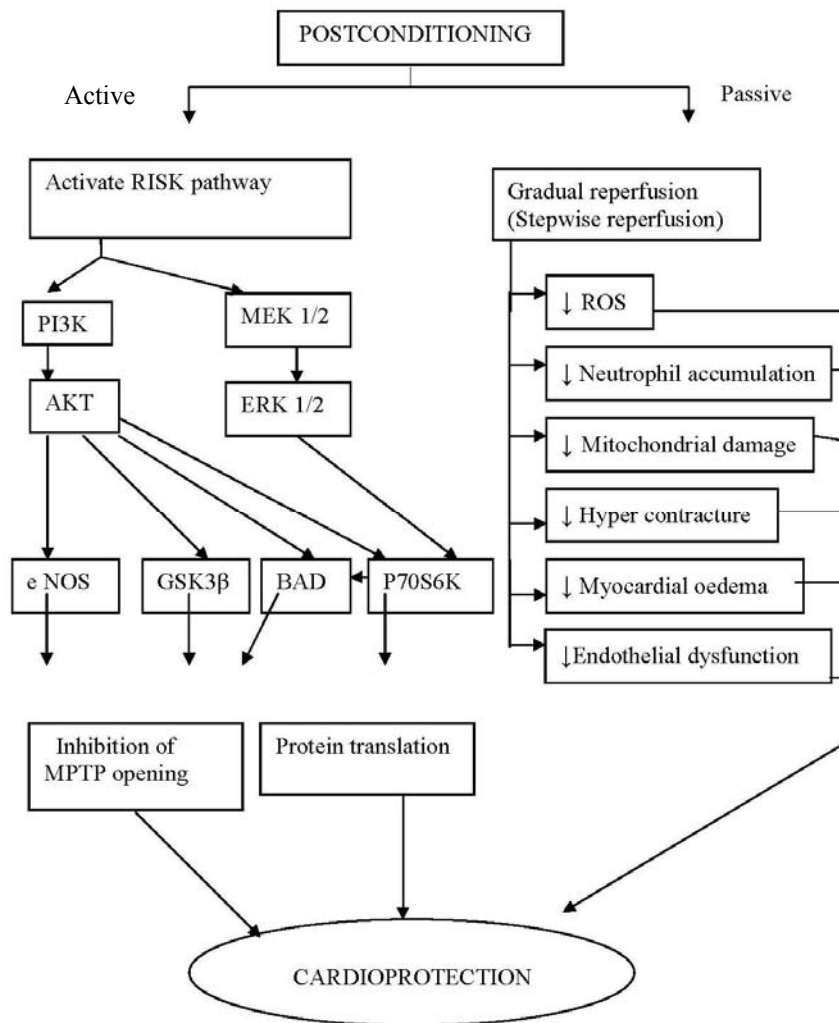 POSTCONDITIONING
Active
Passive
Activate RISK pathway
Gradual reperfusion
(Stepwise reperfusion)
PI3K
MEK 1/2
↓ ROS
AKT
ERK 1/2
↓ Neutrophil accumulation
↓ Mitochondrial damage
↓ Hyper contracture
e NOS
GSK3β
BAD
P70S6K
↓ Myocardial oedema
↓Endothelial dysfunction
Inhibition of
MPTP opening
Protein translation
CARDIOPROTECTION